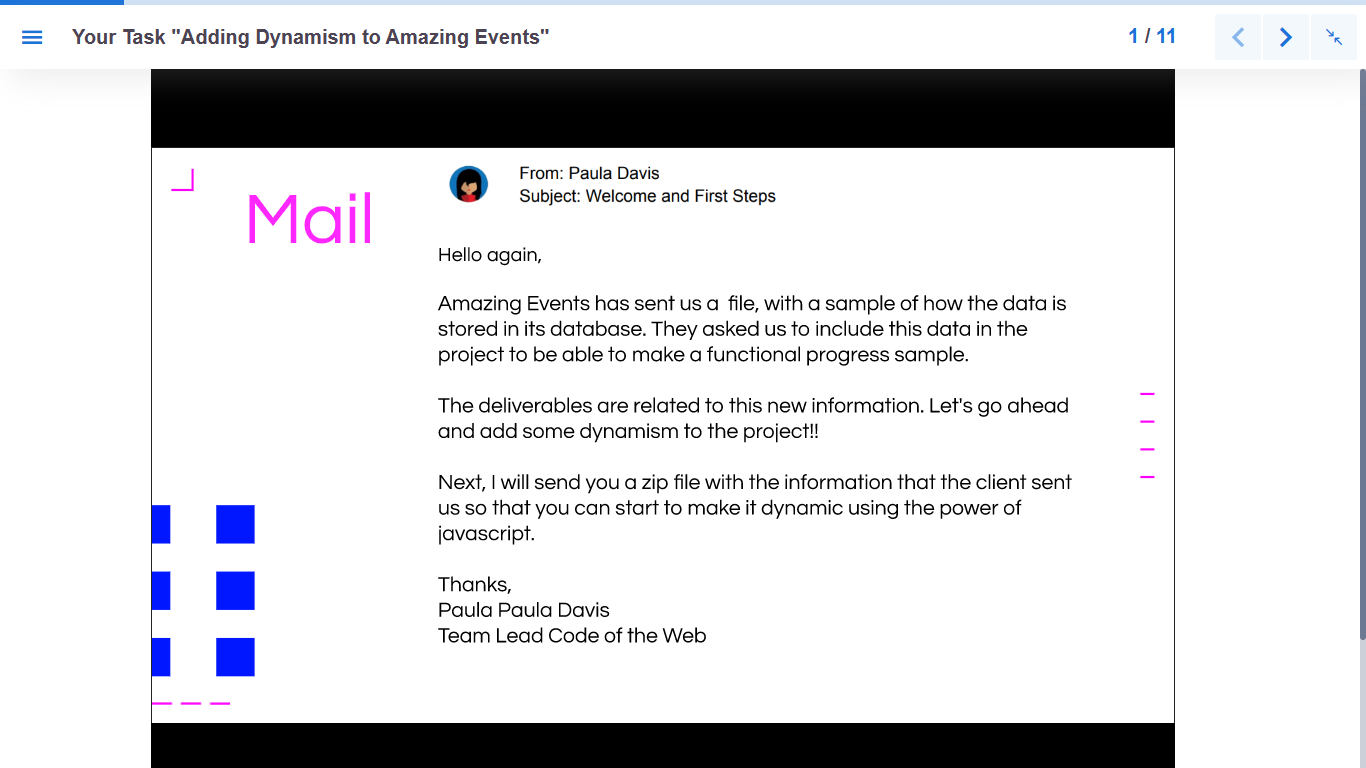 Your Task "Adding Dynamism to Amazing Events"
1 / 11
Mail
From: Paula Davis
Subject: Welcome and First Steps
Hello again,
Amazing Events has sent us a  file, with a sample of how the data is
stored in its database. They asked us to include this data in the
project to be able to make a functional progress sample.
The deliverables are related to this new information. Let's go ahead
and add some dynamism to the project!!
Next, I will send you a zip file with the information that the client sent
us so that you can start to make it dynamic using the power of
javascript.
Thanks,
Paula Paula Davis
Team Lead Code of the Web